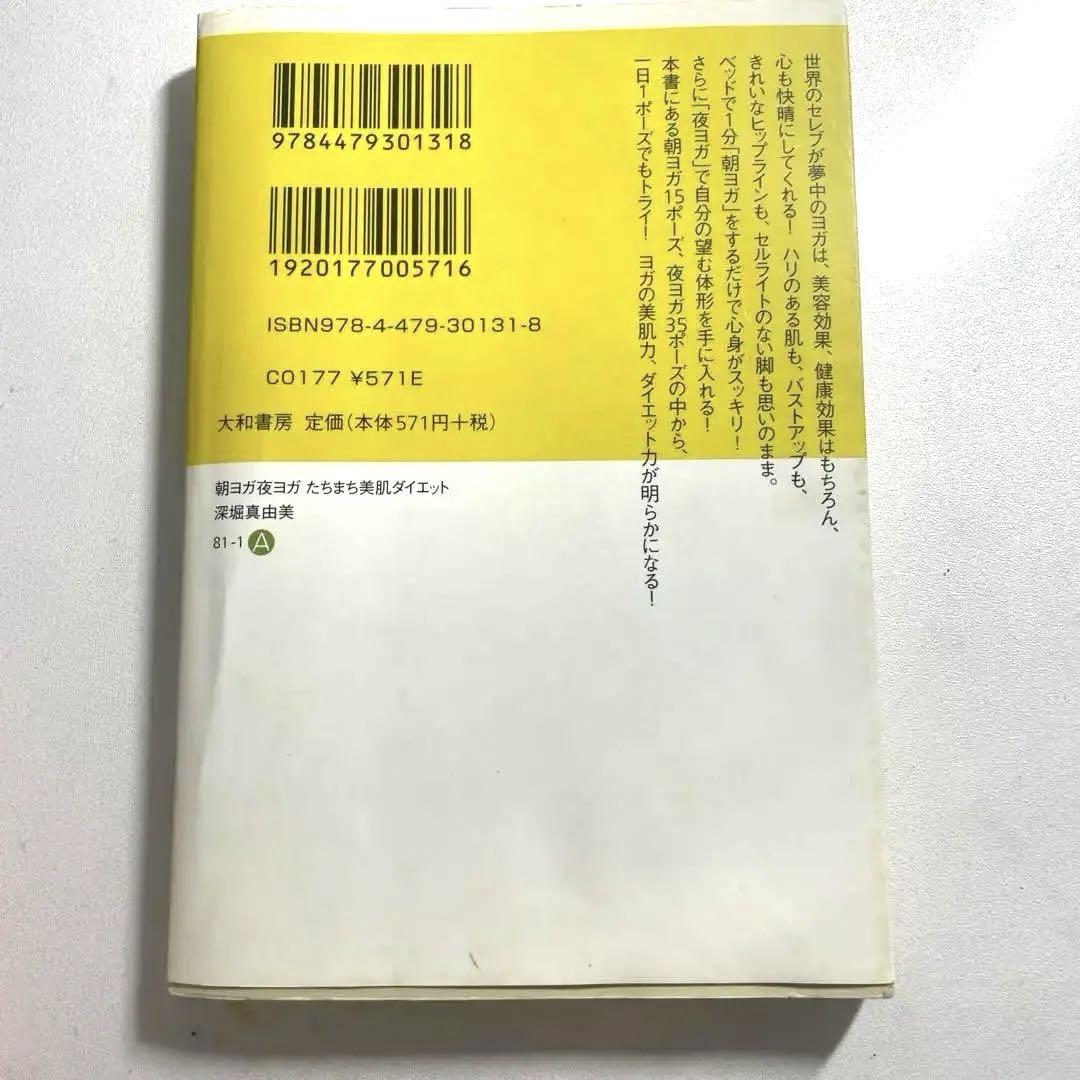 世界のセレブが夢中のヨガは、美容効果、健康効果はもちろん、
心も快晴にしてくれる！ ハリのある肌も、バストアップも、
きれいなヒップラインも、セルライトのない脚も思いのまま。
ベッドで1分「朝ヨガ」をするだけで心身がスッキリ！
さらに「夜ヨガ」で自分の望む体形を手に入れる！
本書にある朝ヨガ15ポーズ、夜ヨガ35ポーズの中から、
一日1ポーズでもトライ！ ヨガの美肌力、ダイエット力が明らかになる！
9784479301318
1920177005716
ISBN978-4-479-30131-8
C0177 ¥571E
大和書房 定価（本体571円＋税）
朝ヨガ夜ヨガ たちまち美肌ダイエット
深堀真由美
81-1 A